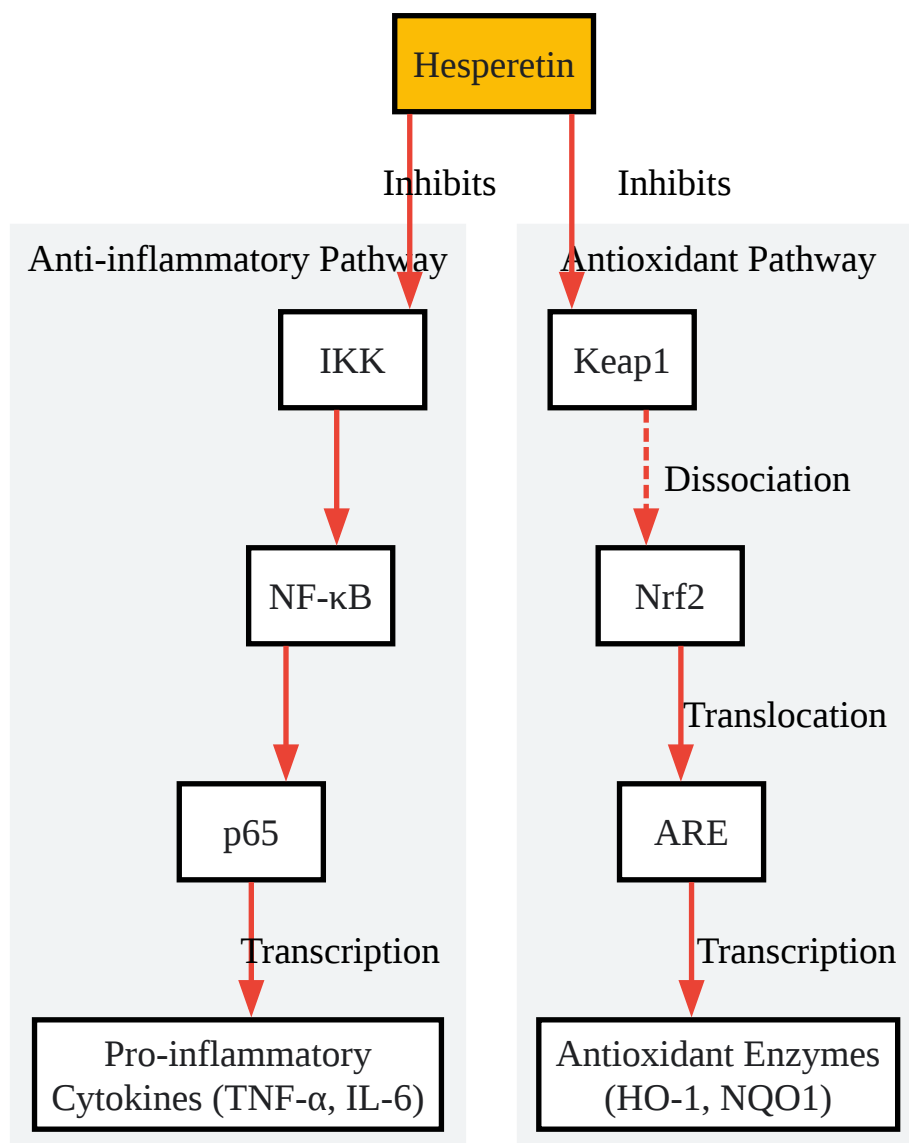 Hesperetin
Inhibits
Inhibits
Anti-inflammatory Pathway
Antioxidant Pathway
IKK
Keap1
Dissociation
NF-κB
Nrf2
Translocation
p65
ARE
Transcription
Transcription
Pro-inflammatory
Cytokines (TNF-α, IL-6)
Antioxidant Enzymes
(HO-1, NQO1)